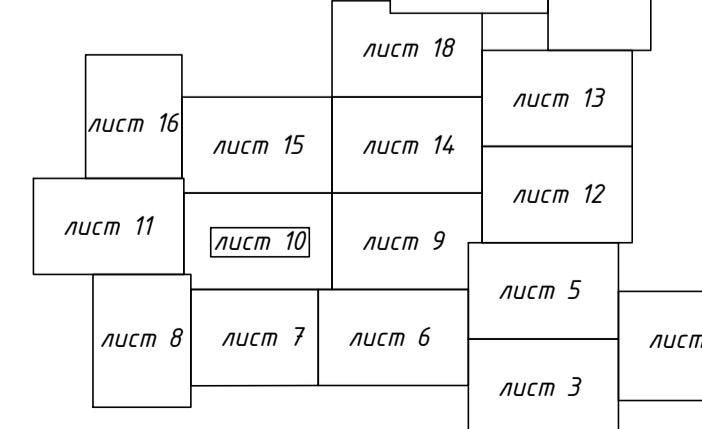 лист 18
лист 13
лист 16
лист 15
лист 14
лист 12
лист 11
лист 10
лист 9
лист 5
лист 8
лист 7
лист 6
лист
лист 3